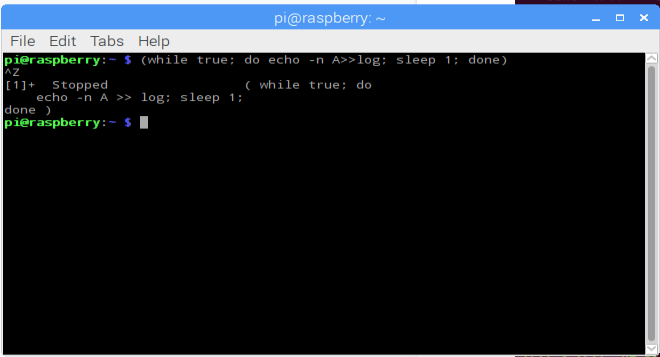 pi@raspberry: ~
File Edit Tabs Help
pi@raspberry:~ $ (while true; do echo -n A>>log; sleep 1; done)
^Z
[1]+  Stopped                 ( while true; do
    echo -n A >> log; sleep 1;
done )
pi@raspberry:~ $